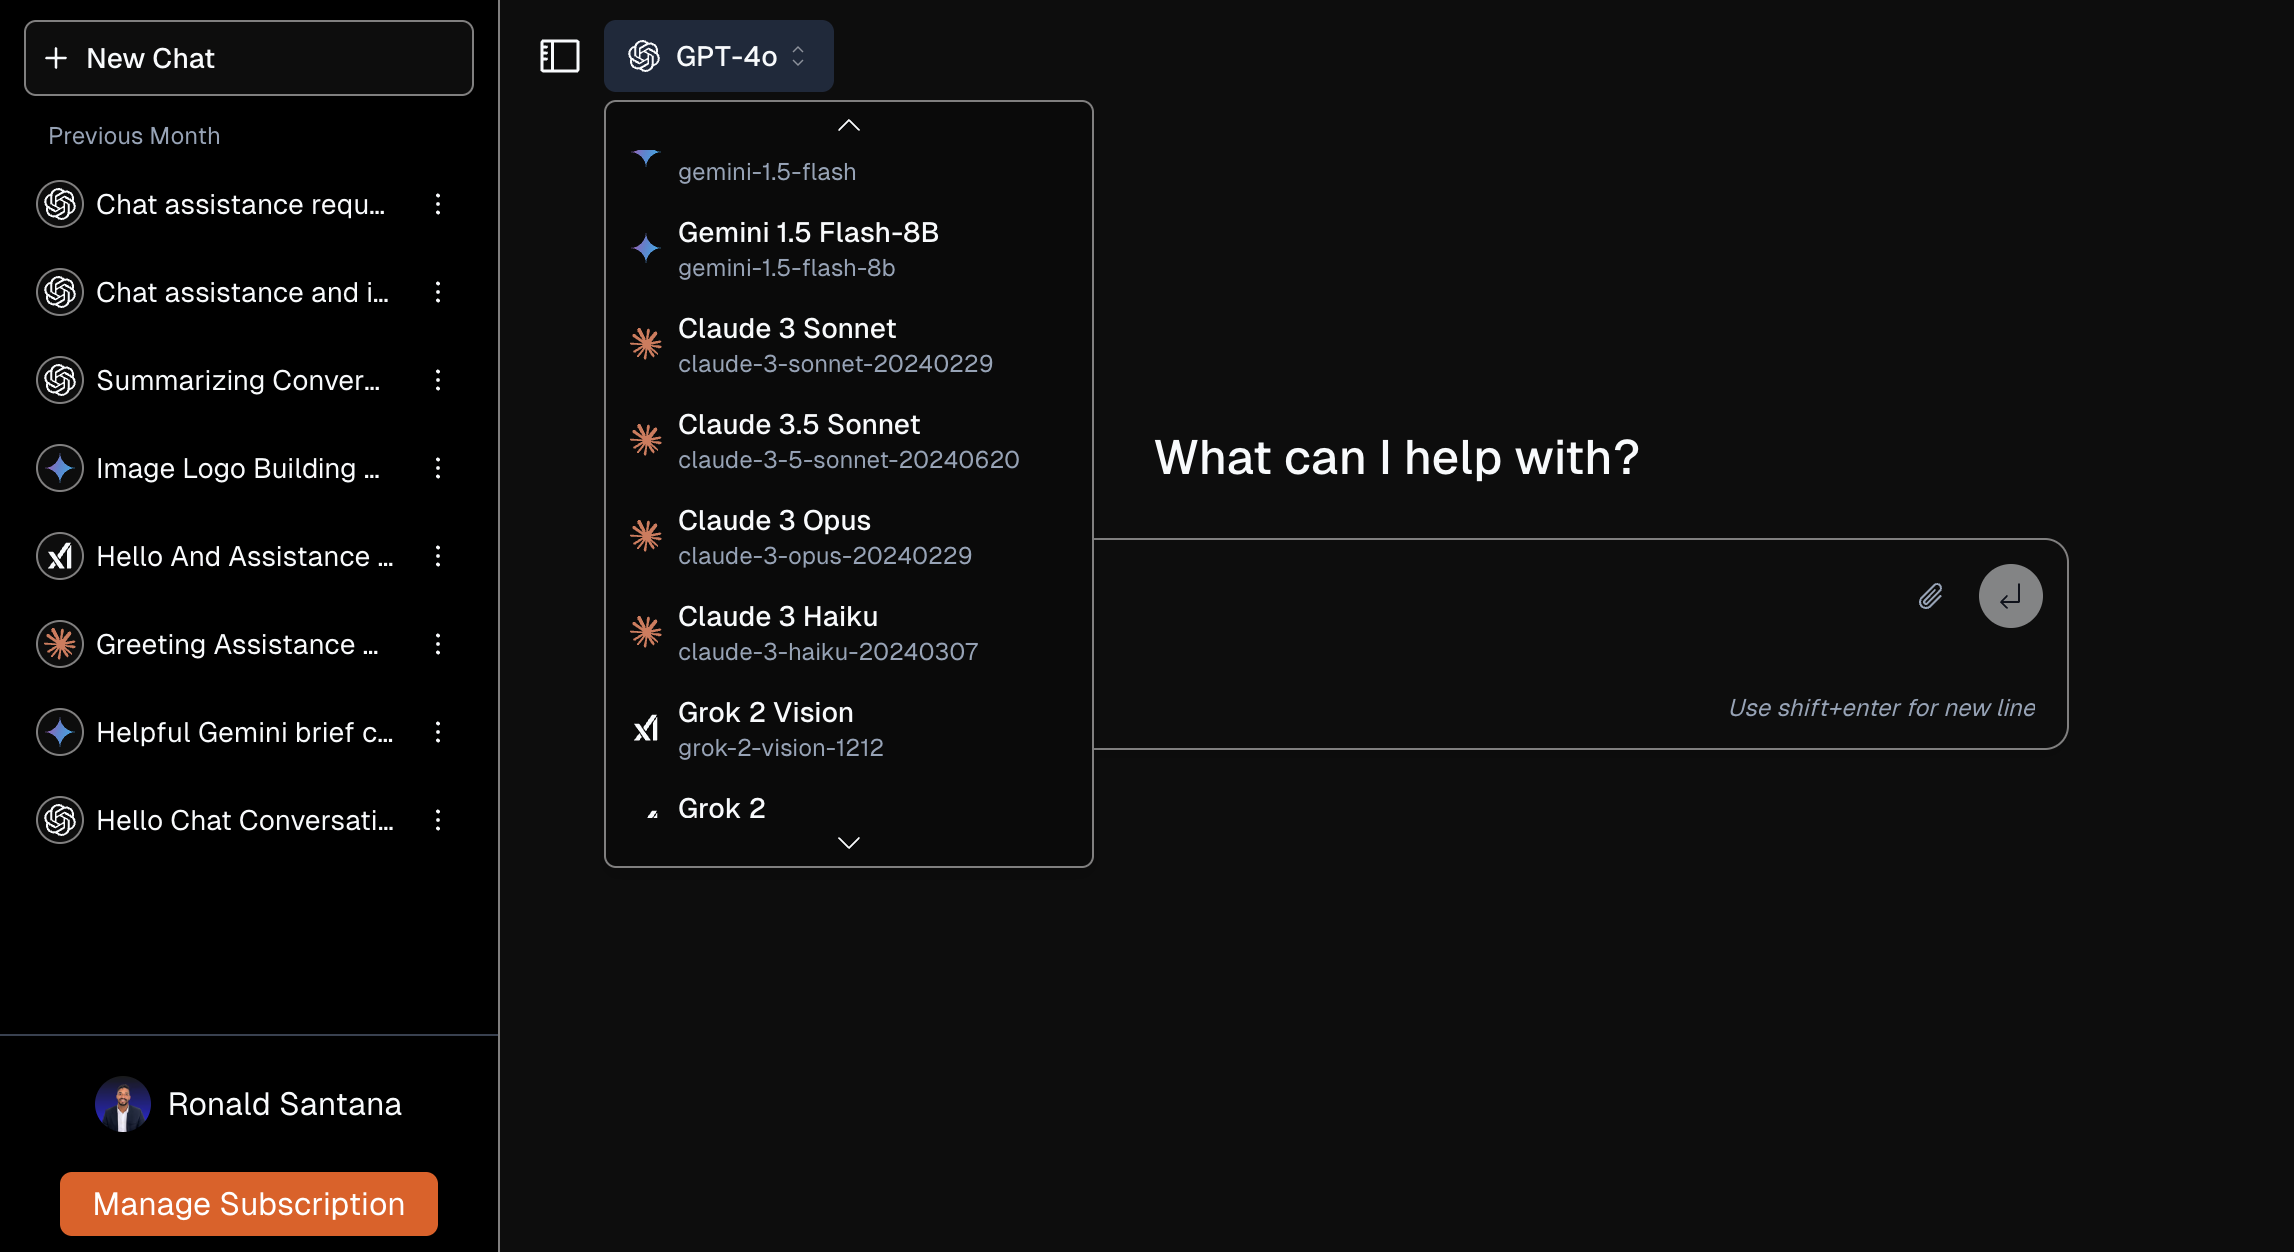 New Chat
Previous Month
Chat assistance requ...
Chat assistance and i...
Summarizing Conver...
Image Logo Building ...
Hello And Assistance ...
Greeting Assistance ...
Helpful Gemini brief c...
Hello Chat Conversati...
Ronald Santana
Manage Subscription
GPT-4o
gemini-1.5-flash
Gemini 1.5 Flash-8B
gemini-1.5-flash-8b
Claude 3 Sonnet
claude-3-sonnet-20240229
Claude 3.5 Sonnet
claude-3-5-sonnet-20240620
Claude 3 Opus
claude-3-opus-20240229
Claude 3 Haiku
claude-3-haiku-20240307
Grok 2 Vision
grok-2-vision-1212
Grok 2
What can I help with?
Use shift+enter for new line